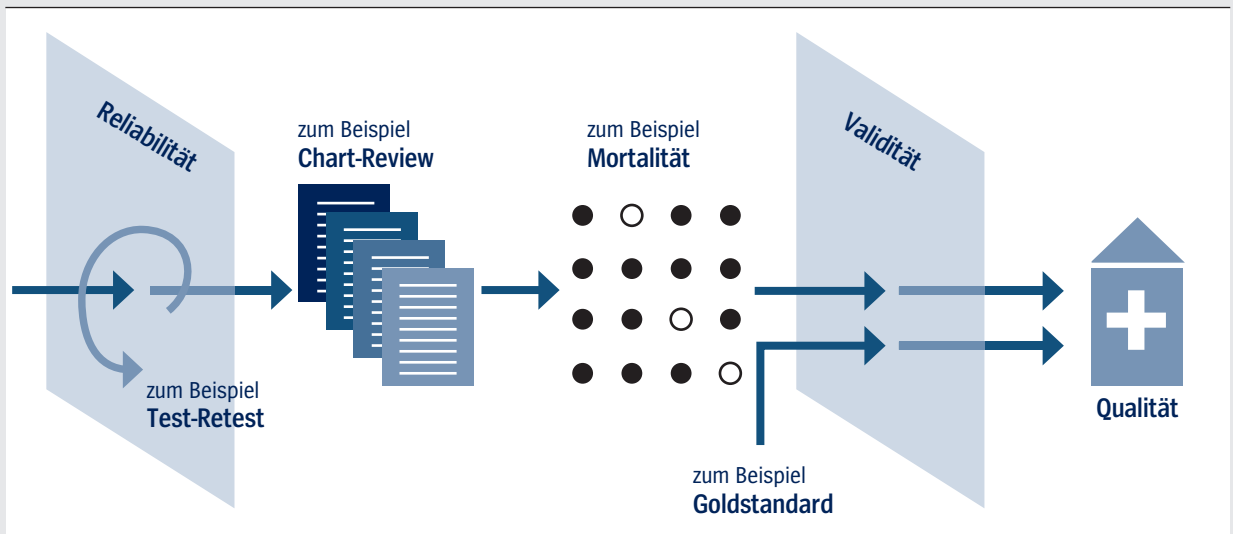 Reliabilität
zum Beispiel
Test-Retest
zum Beispiel
Chart-Review
zum Beispiel
Mortalität
zum Beispiel
Goldstandard
Validität
Qualität